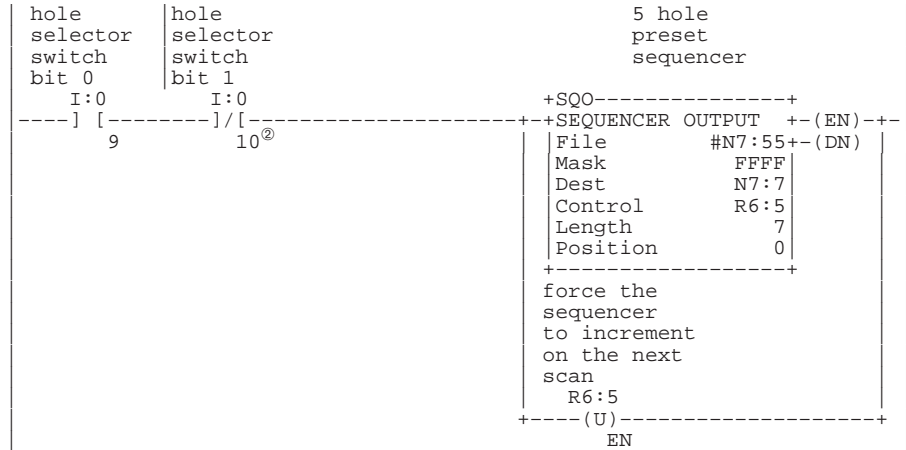 hole hole 5 hole
selector selector preset
switch switch sequencer
bit 0 bit 1
I:0 I:0 +SQO---------------+
----] [--------]/[---------------------+-+SEQUENCER OUTPUT +-(EN)-+-
9 10② |File #N7:55+-(DN) |
|Mask FFFF|
|Dest N7:7|
|Control R6:5|
|Length 7|
|Position 0|
+------------------+
force the
sequencer
to increment
on the next
scan
R6:5
+----(U)--------------------+
EN